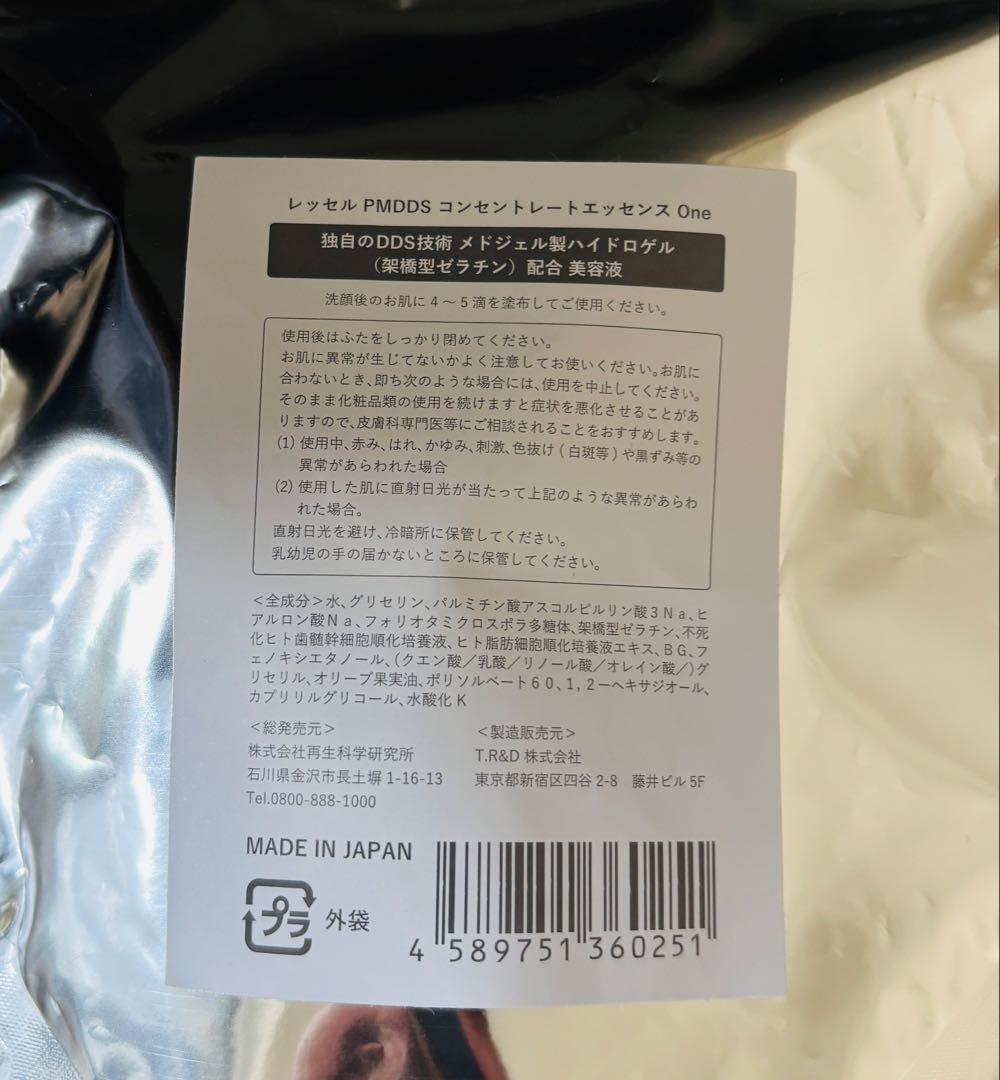 レッセル PMDDS コンセントレートエッセンス One
独自のDDS技術 メドジェル製ハイドロゲル
（架橋型ゼラチン）配合 美容液
洗顔後のお肌に 4 〜 5 滴を塗布してご使用ください。
使用後はふたをしっかり閉めてください。
お肌に異常が生じてないかよく注意してお使いください。お肌に
合わないとき、即ち次のような場合には、使用を中止してください。
そのまま化粧品類の使用を続けますと症状を悪化させることがあ
りますので、皮膚科専門医等にご相談されることをおすすめします。
(1) 使用中、赤み、はれ、かゆみ、刺激、色抜け ( 白斑等 ) や黒ずみ等の
異常があらわれた場合
(2) 使用した肌に直射日光が当たって上記のような異常があらわ
れた場合。
直射日光を避け、冷暗所に保管してください。
乳幼児の手の届かないところに保管してください。
＜全成分＞水、グリセリン、パルミチン酸アスコルビルリン酸３Ｎａ、ヒ
アルロン酸Ｎａ、フォリオタミクロスポラ多糖体、架橋型ゼラチン、不死
化ヒト歯髄幹細胞順化培養液、ヒト脂肪細胞順化培養液エキス、ＢＧ、フ
ェノキシエタノール、（クエン酸／乳酸／リノール酸／オレイン酸／）グ
リセリル、オリーブ果実油、ポリソルベート６０、１，２－ヘキサジオール、
カプリリルグリコール、水酸化Ｋ
＜総発売元＞
株式会社再生科学研究所
石川県金沢市長土塀 1-16-13
Tel.0800-888-1000
＜製造販売元＞
T.R&D 株式会社
東京都新宿区四谷 2-8　藤井ビル 5F
MADE IN JAPAN
プラ 外袋
4 589751 360251